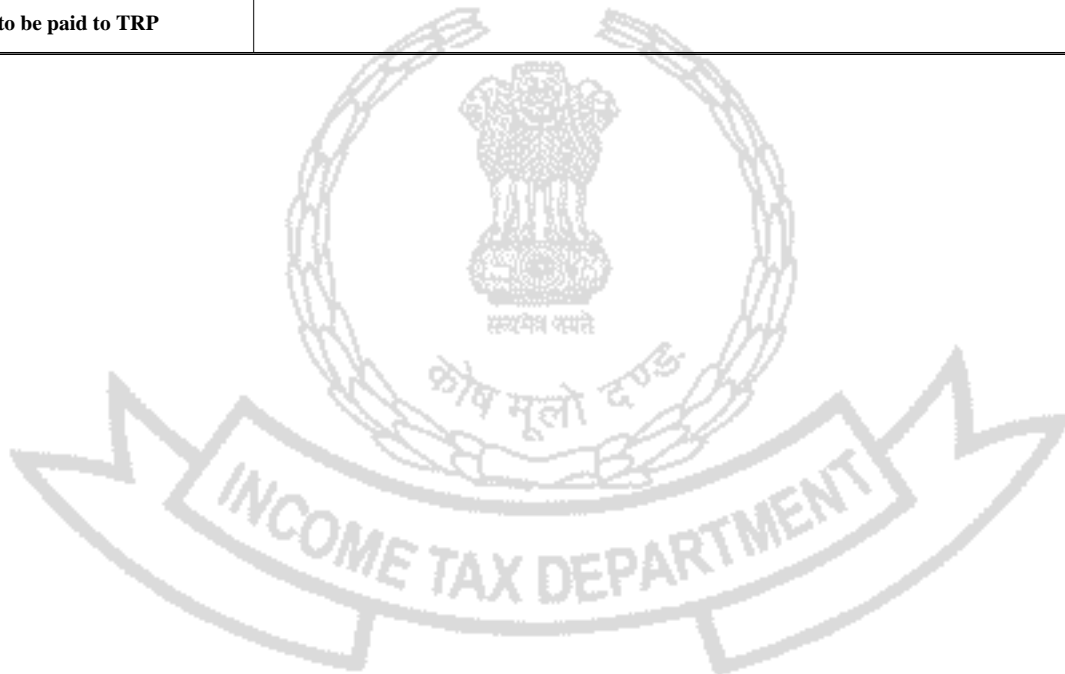 to be paid to TRP
सत्यमेव जयते
कोष मूलो दण्ड:
INCOME TAX DEPARTMENT